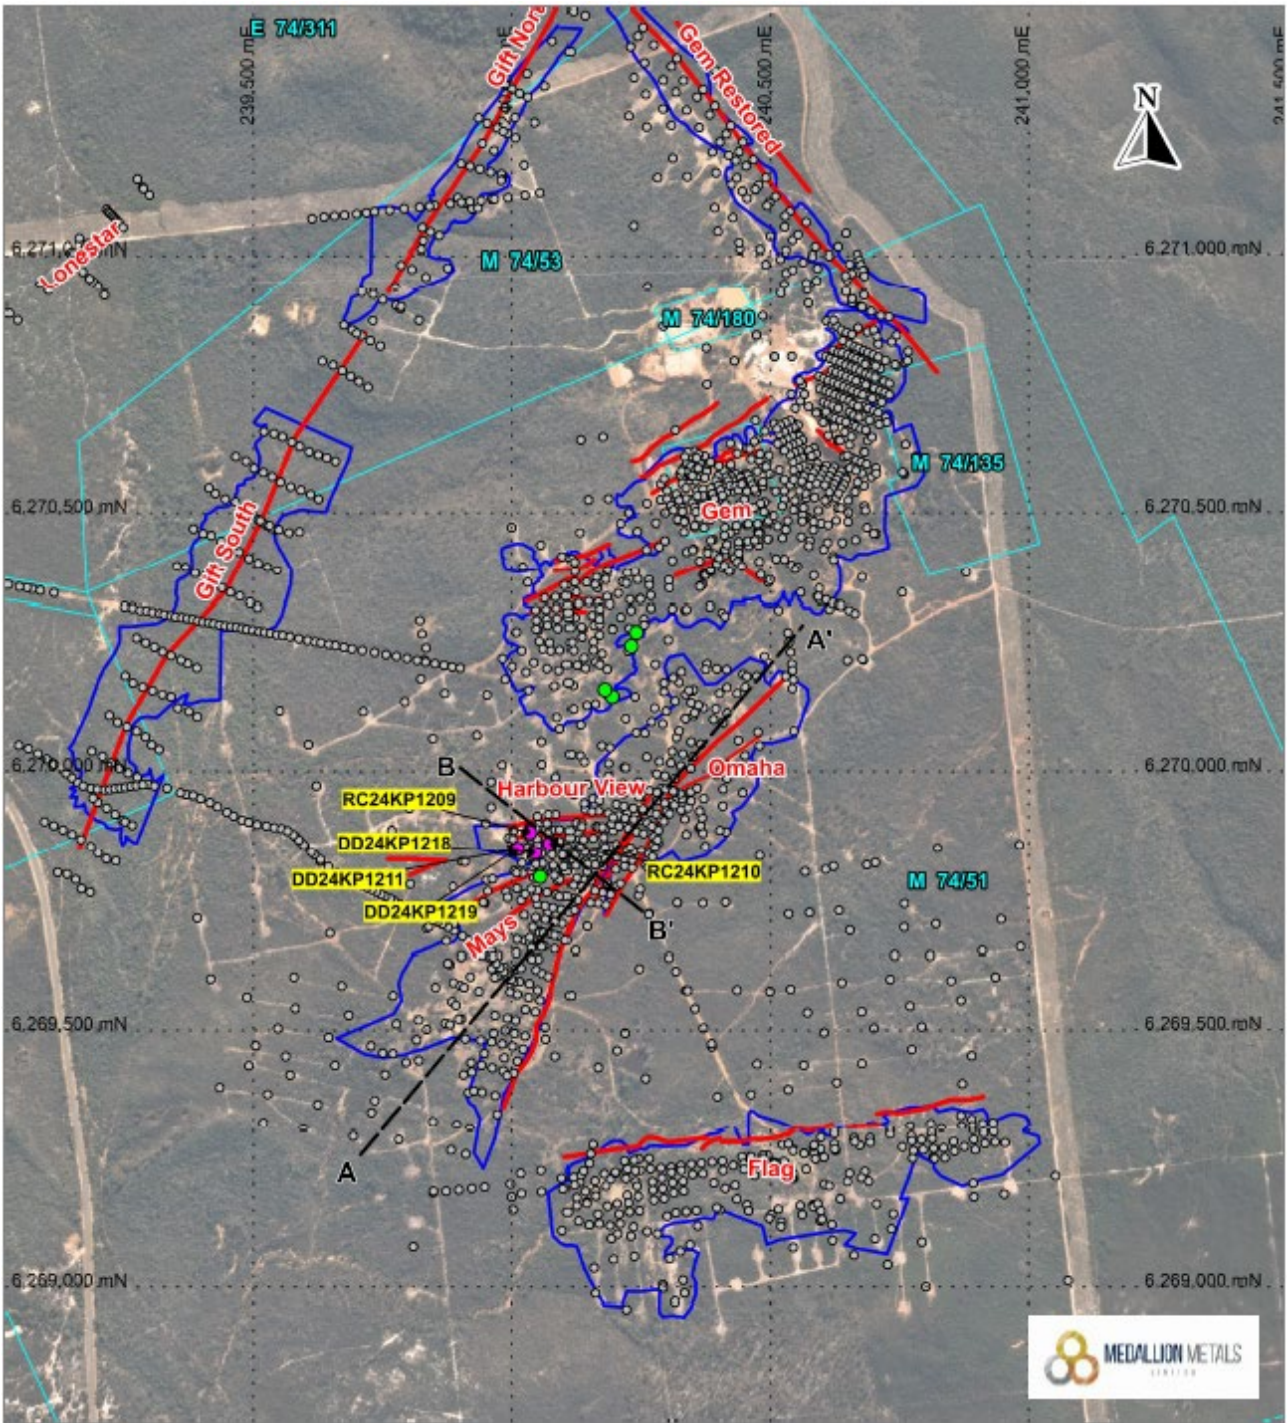 E 74/311
239,500 mE
Gift Nor
Gem Restored
240,500 mE
241,000 mE
N
Lonestar
6,271,000 mN
M 74/53
6,271,000 mN
M 74/180
M 74/135
6,270,500 mN
Gem
6,270,500 mN
Gift South
A'
B
6,270,000 mN
Harbour View
Omaha
6,270,000 mN
RC24KP1209
DD24KP1218
DD24KP1211
RC24KP1210
M 74/51
DD24KP1219
Mays
B'
6,269,500 mN
6,269,500 mN
A
Flag
6,269,000 mN
6,269,000 mN
MEDALLION METALS
LIMITED